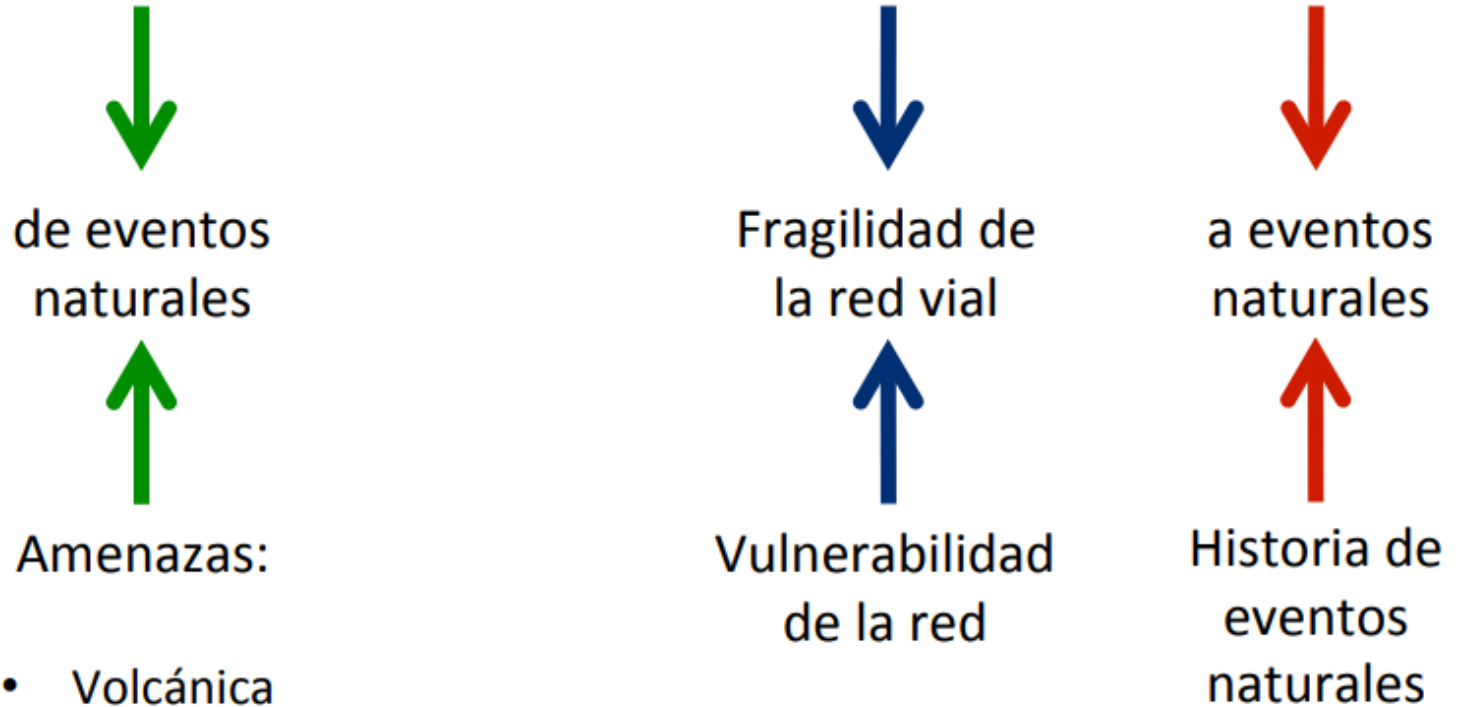 de eventos
naturales
Fragilidad de
la red vial
a eventos
naturales
Amenazas:
• Volcánica
Vulnerabilidad
de la red
Historia de
eventos
naturales